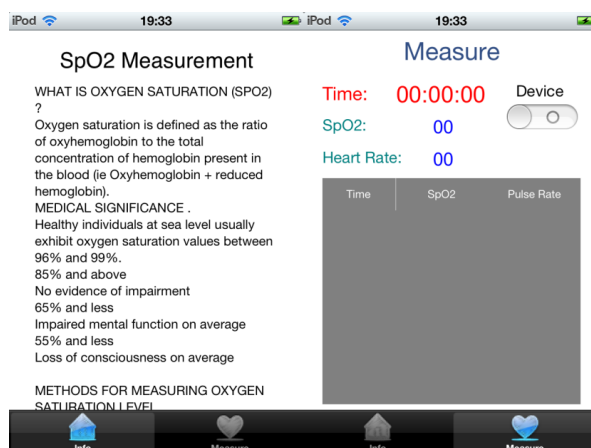 iPod 19:33
SpO2 Measurement
WHAT IS OXYGEN SATURATION (SPO2)
?
Oxygen saturation is defined as the ratio
of oxyhemoglobin to the total
concentration of hemoglobin present in
the blood (ie Oxyhemoglobin + reduced
hemoglobin).
MEDICAL SIGNIFICANCE .
Healthy individuals at sea level usually
exhibit oxygen saturation values between
96% and 99%.
85% and above
No evidence of impairment
65% and less
Impaired mental function on average
55% and less
Loss of consciousness on average
METHODS FOR MEASURING OXYGEN
SATURATION LEVEL
Info Measure
iPod 19:33
Measure
Time: 00:00:00 Device
SpO2: 00
Heart Rate: 00
Time SpO2 Pulse Rate
Info Measure